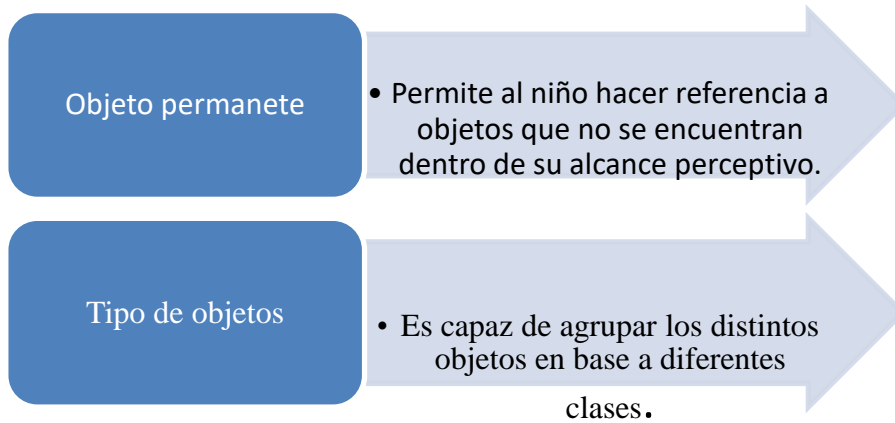 Objeto permanete
• Permite al niño hacer referencia a
objetos que no se encuentran
dentro de su alcance perceptivo.
Tipo de objetos
• Es capaz de agrupar los distintos
objetos en base a diferentes
clases.